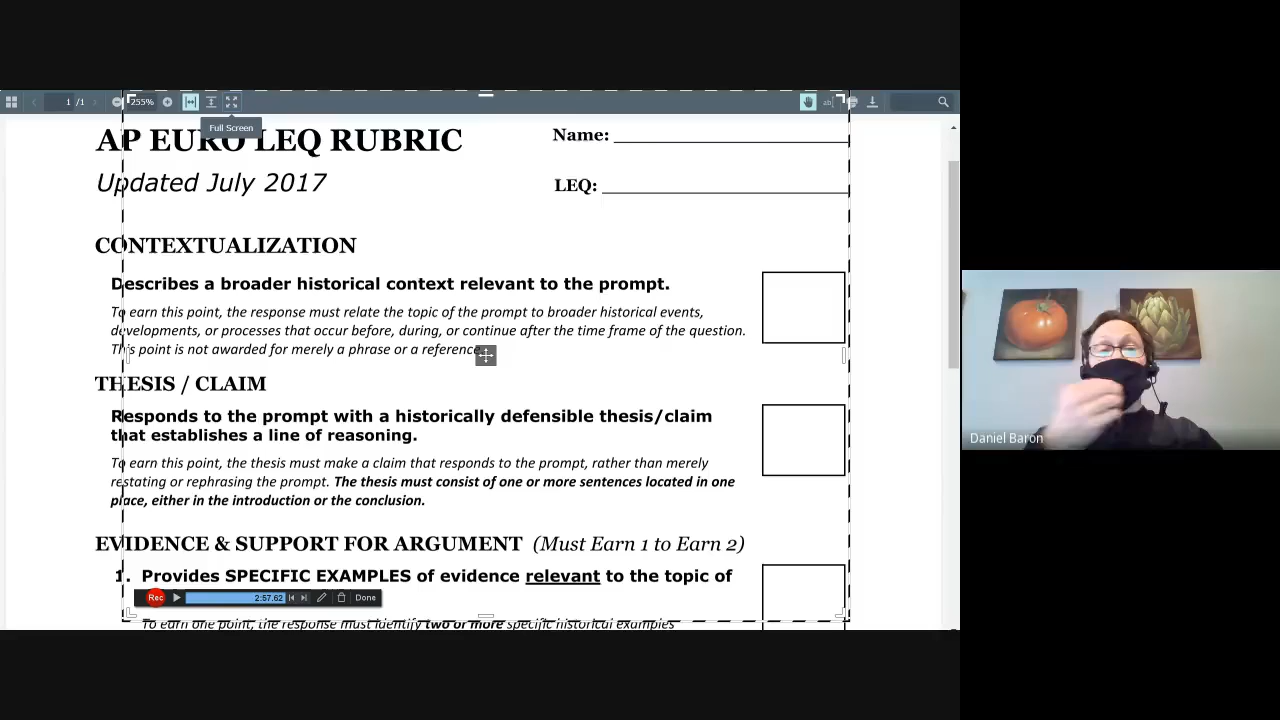 1 /1
255%
ab
Full Screen
AP EURO LEQ RUBRIC
Name:
Updated July 2017
LEQ:
CONTEXTUALIZATION
Describes a broader historical context relevant to the prompt.
To earn this point, the response must relate the topic of the prompt to broader historical events,
developments, or processes that occur before, during, or continue after the time frame of the question.
This point is not awarded for merely a phrase or a reference
THESIS / CLAIM
Responds to the prompt with a historically defensible thesis/claim
that establishes a line of reasoning.
To earn this point, the thesis must make a claim that responds to the prompt, rather than merely
restating or rephrasing the prompt. The thesis must consist of one or more sentences located in one
place, either in the introduction or the conclusion.
EVIDENCE & SUPPORT FOR ARGUMENT (Must Earn 1 to Earn 2)
1. Provides SPECIFIC EXAMPLES of evidence relevant to the topic of
Rec
2:57.62
Done
To earn one point, the response must identify two or more specific historical examples
Daniel Baron